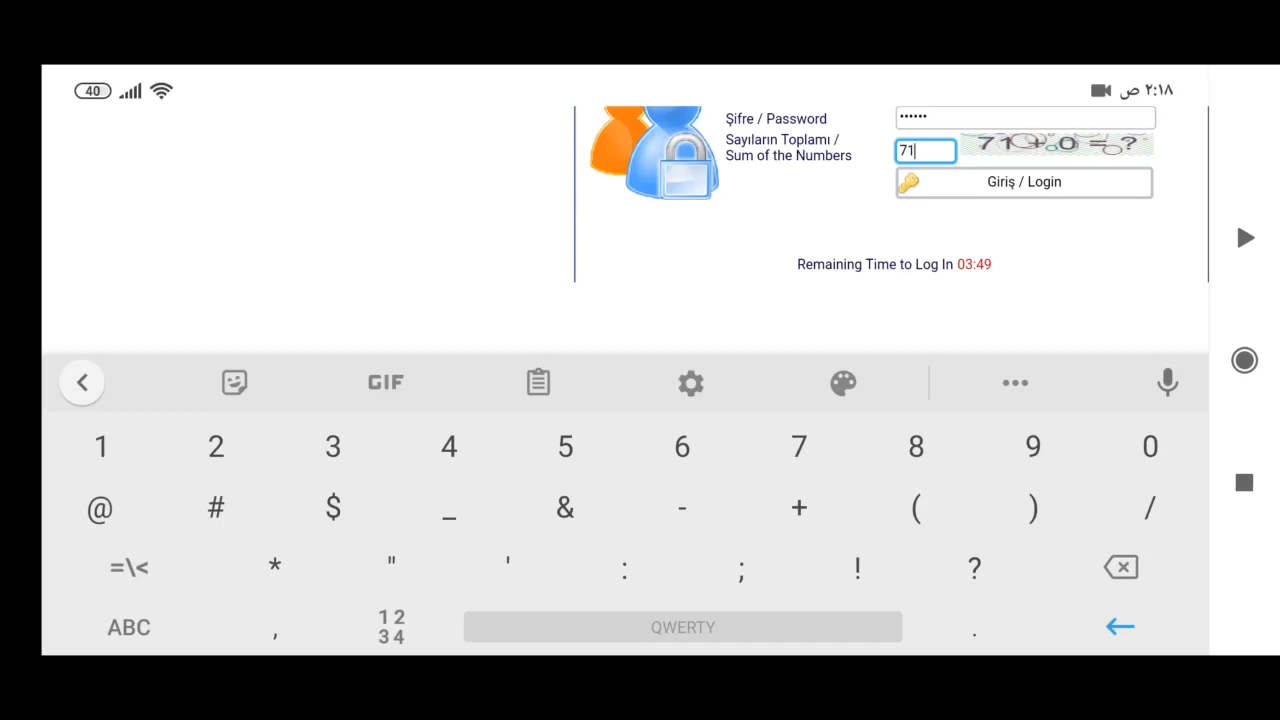 40
٢:١٨ ص
Şifre / Password
••••••
Sayıların Toplamı /
Sum of the Numbers
71
71 + 0 = ?
Giriş / Login
Remaining Time to Log In 03:49
GIF
1 2 3 4 5 6 7 8 9 0
@ # $ _ & - + ( ) /
=\< * " ' : ; ! ?
ABC , 1 2 3 4 QWERTY .